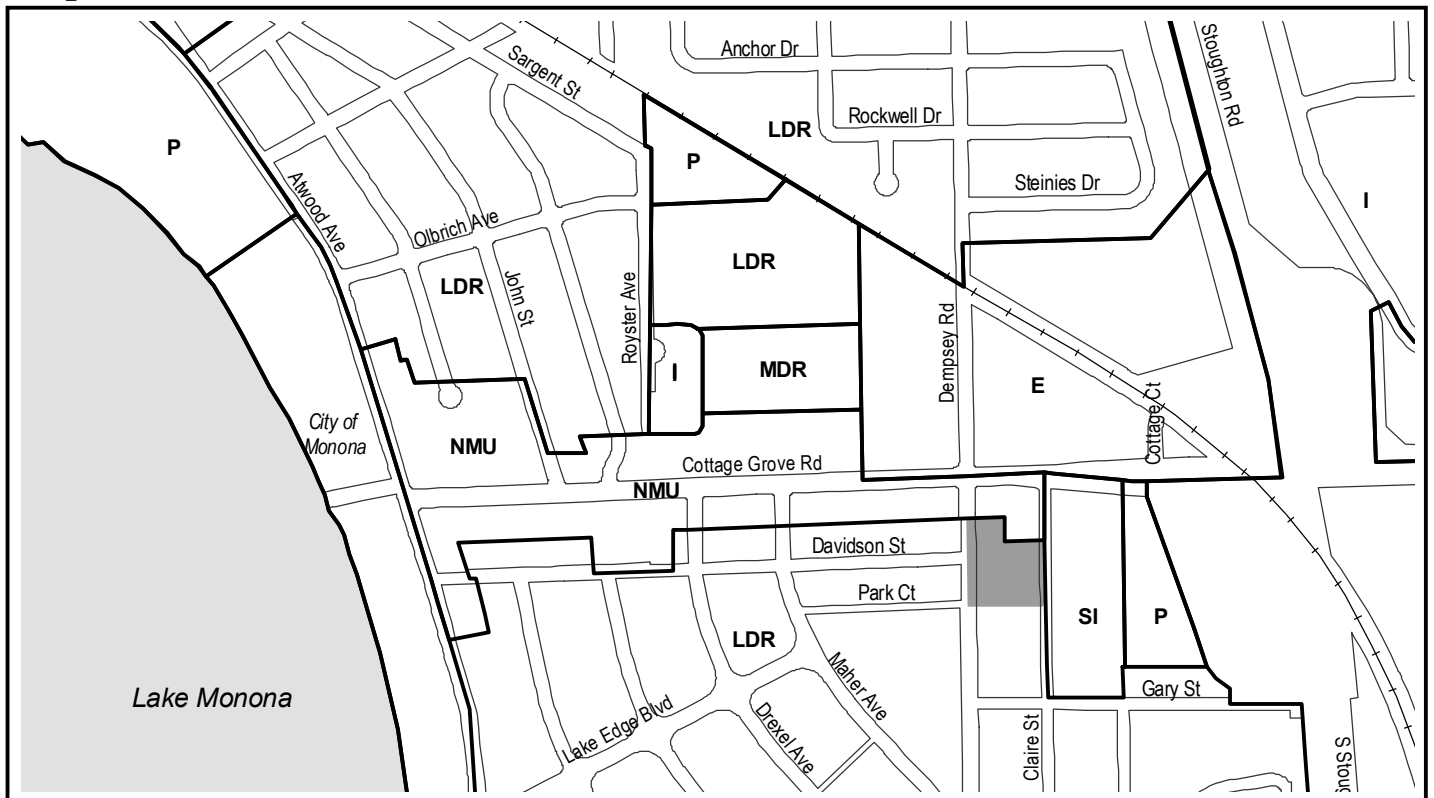 Anchor Dr
Sargent St
Stoughton Rd
Rockwell Dr
LDR
P
P
Steinies Dr
Atwood Ave
I
Olbrich Ave
LDR
LDR
John St
Royster Ave
Dempsey Rd
I
MDR
E
Cottage Ct
City of
Monona
NMU
Cottage Grove Rd
NMU
Davidson St
Park Ct
SI
P
LDR
Maher Ave
Gary St
Lake Monona
Lake Edge Blvd
Drexel Ave
Claire St
S Stoug